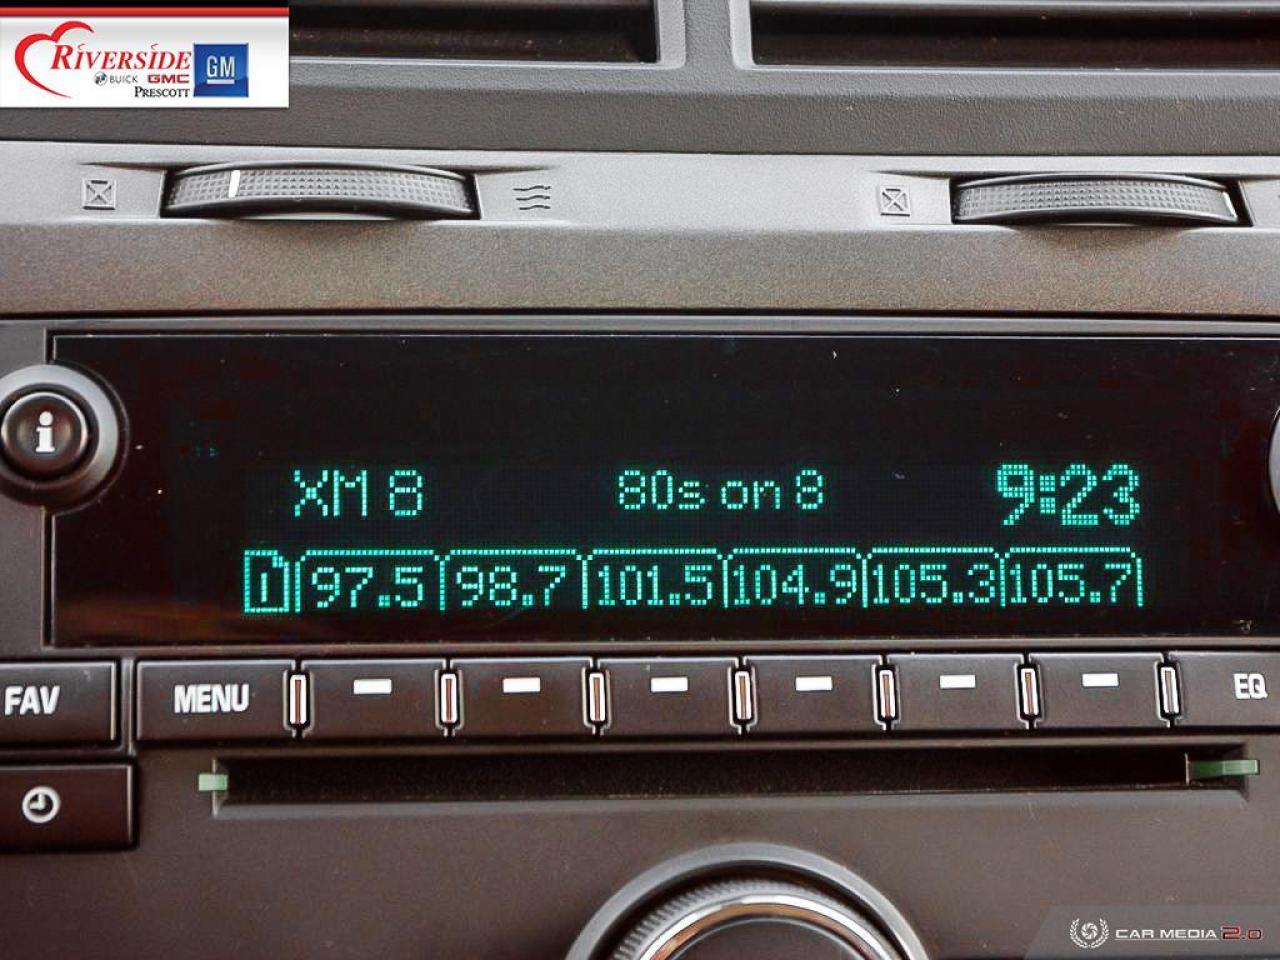 RIVERSIDE
BUICK GMC GM
PRESCOTT
i
XM 8 80s on 8 9:23
1 97.5 98.7 101.5 104.9 105.3 105.7
FAV MENU EQ
CAR MEDIA 2.0